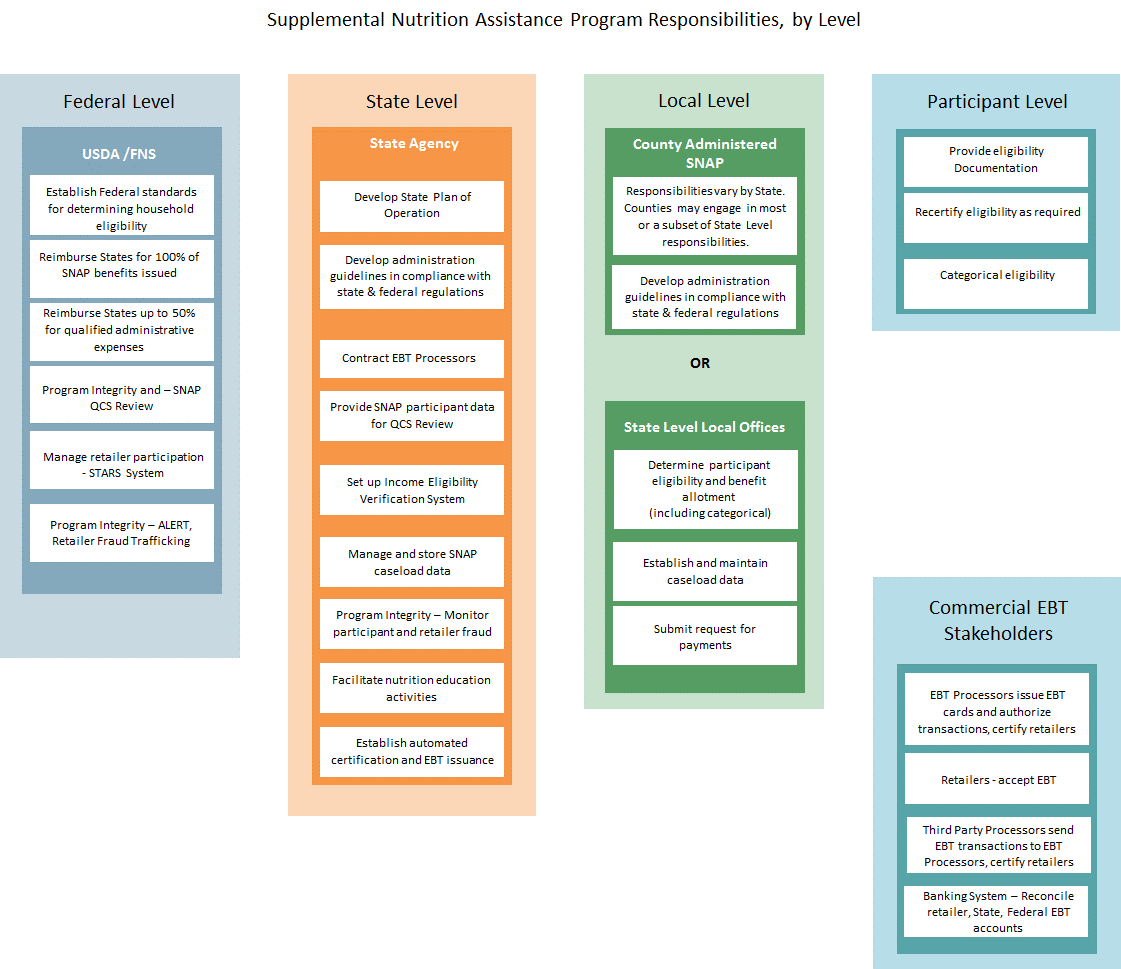 Supplemental Nutrition Assistance Program Responsibilities, by Level
Federal Level
USDA /FNS
Establish Federal standards
for determining household
eligibility
Reimburse States for 100% of
SNAP benefits issued
Reimburse States up to 50%
for qualified administrative
expenses
Program Integrity and – SNAP
QCS Review
Manage retailer participation
- STARS System
Program Integrity – ALERT,
Retailer Fraud Trafficking
State Level
State Agency
Develop State Plan of
Operation
Develop administration
guidelines in compliance with
state & federal regulations
Contract EBT Processors
Provide SNAP participant data
for QCS Review
Set up Income Eligibility
Verification System
Manage and store SNAP
caseload data
Program Integrity – Monitor
participant and retailer fraud
Facilitate nutrition education
activities
Establish automated
certification and EBT issuance
Local Level
County Administered
SNAP
Responsibilities vary by State.
Counties may engage in most
or a subset of State Level
responsibilities.
Develop administration
guidelines in compliance with
state & federal regulations
OR
State Level Local Offices
Determine participant
eligibility and benefit
allotment
(including categorical)
Establish and maintain
caseload data
Submit request for
payments
Participant Level
Provide eligibility
Documentation
Recertify eligibility as required
Categorical eligibility
Commercial EBT
Stakeholders
EBT Processors issue EBT
cards and authorize
transactions, certify retailers
Retailers - accept EBT
Third Party Processors send
EBT transactions to EBT
Processors, certify retailers
Banking System – Reconcile
retailer, State, Federal EBT
accounts